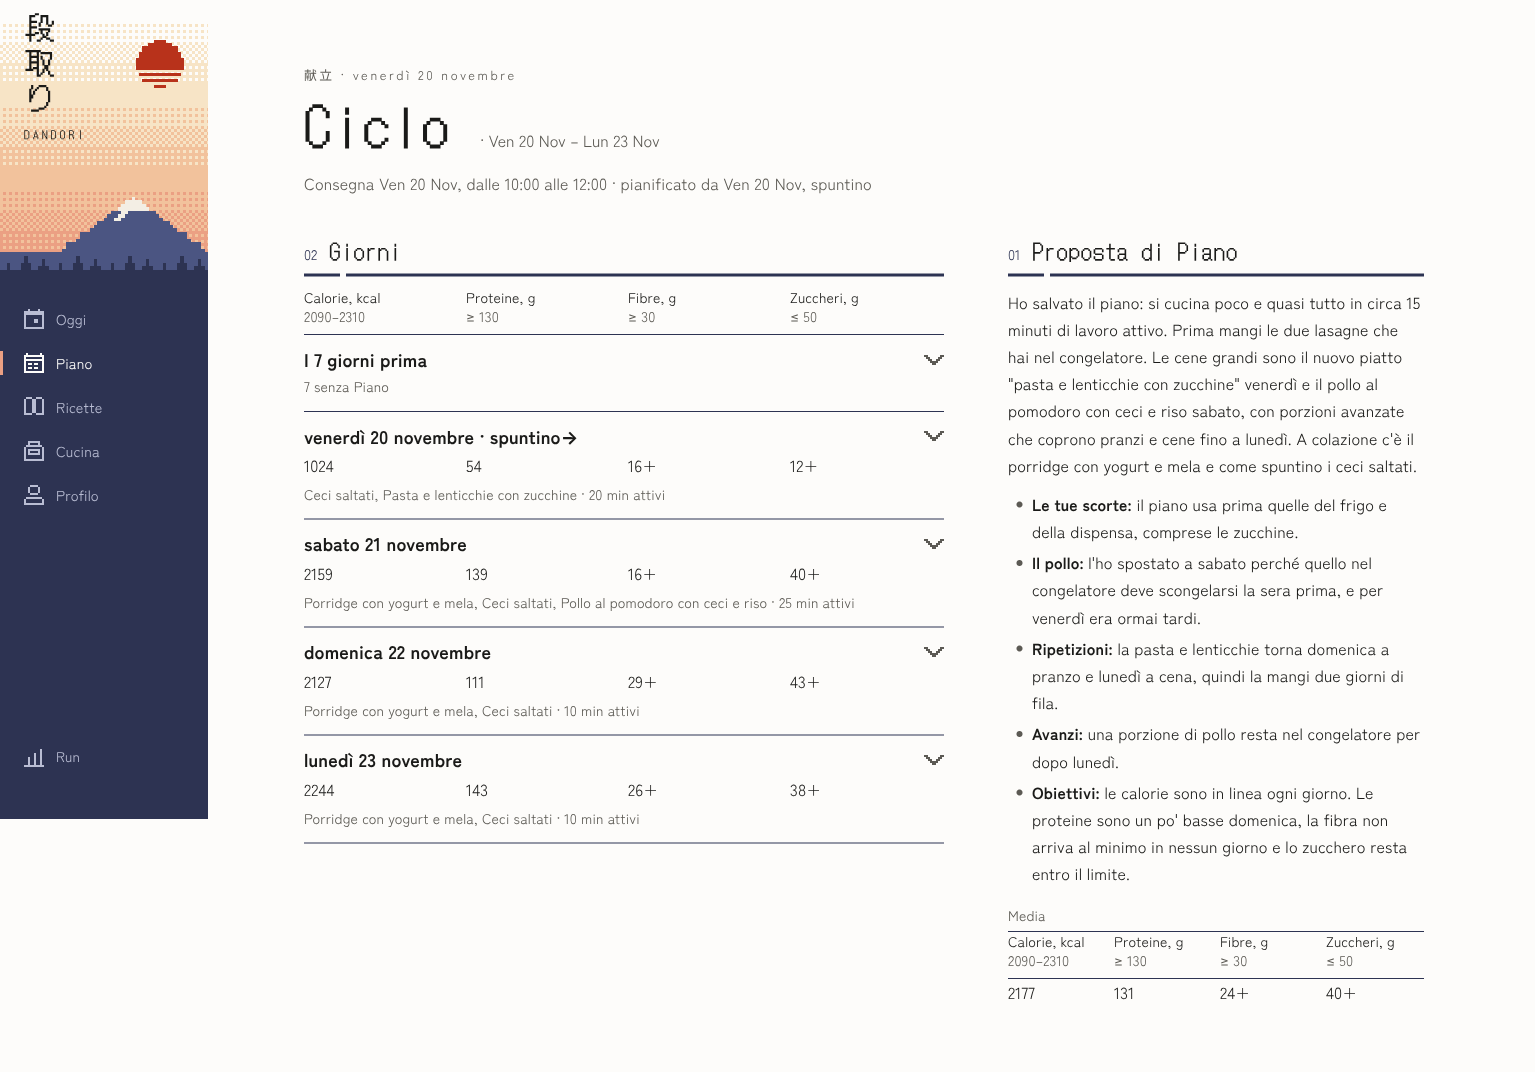 段取り
DANDORI
Oggi
Piano
Ricette
Cucina
Profilo
Run
献立 · venerdì 20 novembre
Ciclo · Ven 20 Nov – Lun 23 Nov
Consegna Ven 20 Nov, dalle 10:00 alle 12:00 · pianificato da Ven 20 Nov, spuntino
02 Giorni
Calorie, kcal Proteine, g Fibre, g Zuccheri, g
2090–2310 ≥ 130 ≥ 30 ≤ 50
I 7 giorni prima
7 senza Piano
venerdì 20 novembre · spuntino→
1024 54 16+ 12+
Ceci saltati, Pasta e lenticchie con zucchine · 20 min attivi
sabato 21 novembre
2159 139 16+ 40+
Porridge con yogurt e mela, Ceci saltati, Pollo al pomodoro con ceci e riso · 25 min attivi
domenica 22 novembre
2127 111 29+ 43+
Porridge con yogurt e mela, Ceci saltati · 10 min attivi
lunedì 23 novembre
2244 143 26+ 38+
Porridge con yogurt e mela, Ceci saltati · 10 min attivi
01 Proposta di Piano
Ho salvato il piano: si cucina poco e quasi tutto in circa 15
minuti di lavoro attivo. Prima mangi le due lasagne che
hai nel congelatore. Le cene grandi sono il nuovo piatto
"pasta e lenticchie con zucchine" venerdì e il pollo al
pomodoro con ceci e riso sabato, con porzioni avanzate
che coprono pranzi e cene fino a lunedì. A colazione c'è il
porridge con yogurt e mela e come spuntino i ceci saltati.
• Le tue scorte: il piano usa prima quelle del frigo e
della dispensa, comprese le zucchine.
• Il pollo: l'ho spostato a sabato perché quello nel
congelatore deve scongelarsi la sera prima, e per
venerdì era ormai tardi.
• Ripetizioni: la pasta e lenticchie torna domenica a
pranzo e lunedì a cena, quindi la mangi due giorni di
fila.
• Avanzi: una porzione di pollo resta nel congelatore per
dopo lunedì.
• Obiettivi: le calorie sono in linea ogni giorno. Le
proteine sono un po' basse domenica, la fibra non
arriva al minimo in nessun giorno e lo zucchero resta
entro il limite.
Media
Calorie, kcal Proteine, g Fibre, g Zuccheri, g
2090–2310 ≥ 130 ≥ 30 ≤ 50
2177 131 24+ 40+